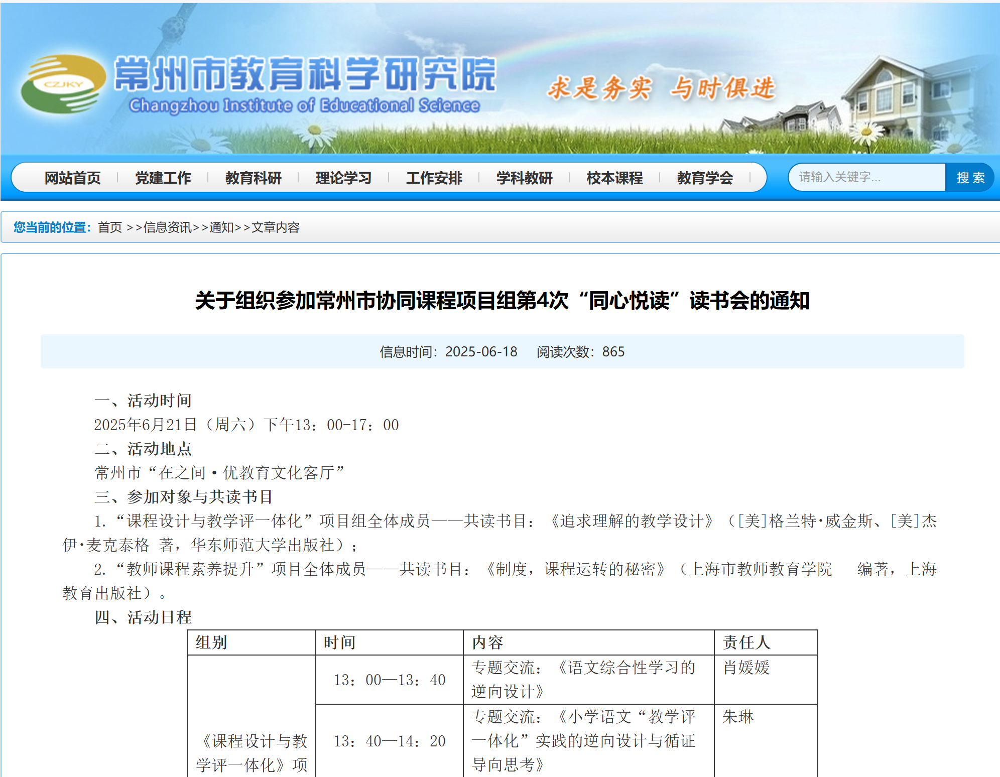 CZJKY
常州市教育科学研究院
Changzhou Institute of Educational Science
求是务实 与时俱进
网站首页 党建工作 教育科研 理论学习 工作安排 学科教研 校本课程 教育学会
请输入关键字...
搜 索
您当前的位置：首页 >>信息资讯>>通知>>文章内容
关于组织参加常州市协同课程项目组第4次“同心悦读”读书会的通知
信息时间：2025-06-18 阅读次数：865
一、活动时间
2025年6月21日（周六）下午13：00-17：00
二、活动地点
常州市“在之间·优教育文化客厅”
三、参加对象与共读书目
1.“课程设计与教学评一体化”项目组全体成员——共读书目：《追求理解的教学设计》（[美]格兰特·威金斯、[美]杰
伊·麦克泰格 著，华东师范大学出版社）；
2.“教师课程素养提升”项目全体成员——共读书目：《制度，课程运转的秘密》（上海市教师教育学院 编著，上海
教育出版社）。
四、活动日程
组别 时间 内容 责任人
13：00—13：40
专题交流：《语文综合性学习的
逆向设计》
肖媛媛
13：40—14：20
专题交流：《小学语文“教学评
一体化”实践的逆向设计与循证
导向思考》
朱琳
《课程设计与教
学评一体化》项